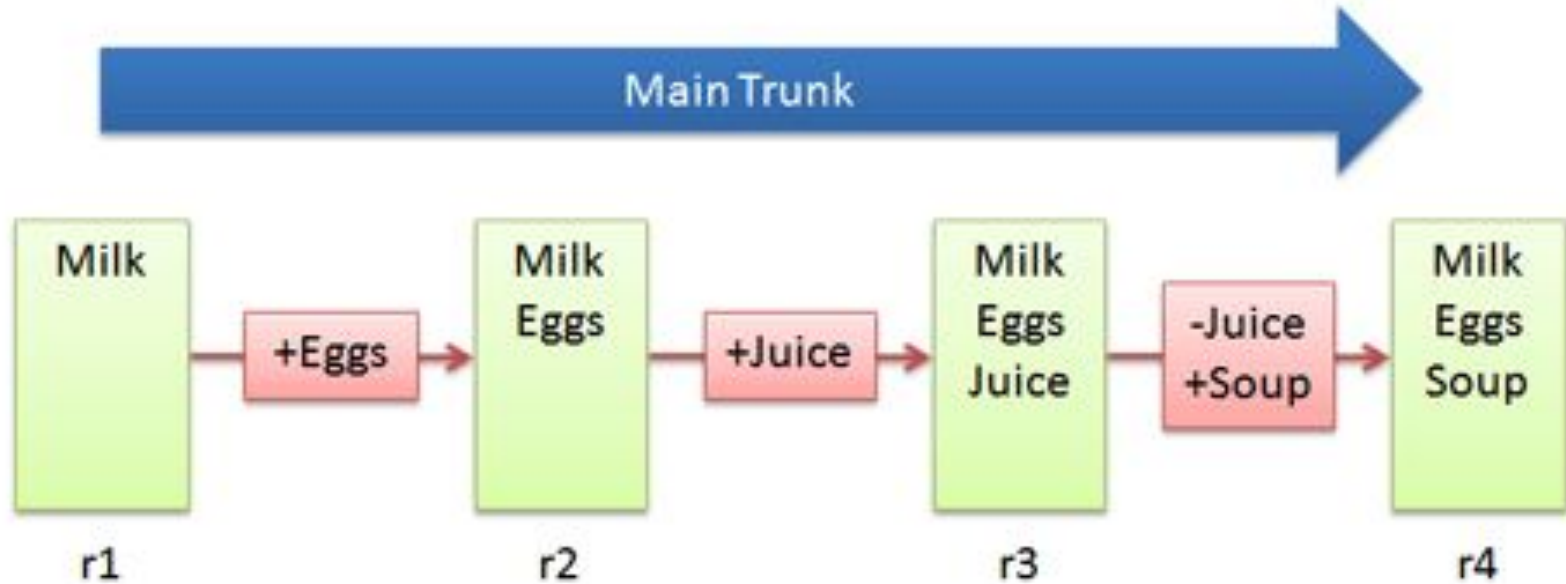 Main Trunk
Milk
+Eggs
Milk
Eggs
+Juice
Milk
Eggs
Juice
-Juice
+Soup
Milk
Eggs
Soup
r1
r2
r3
r4